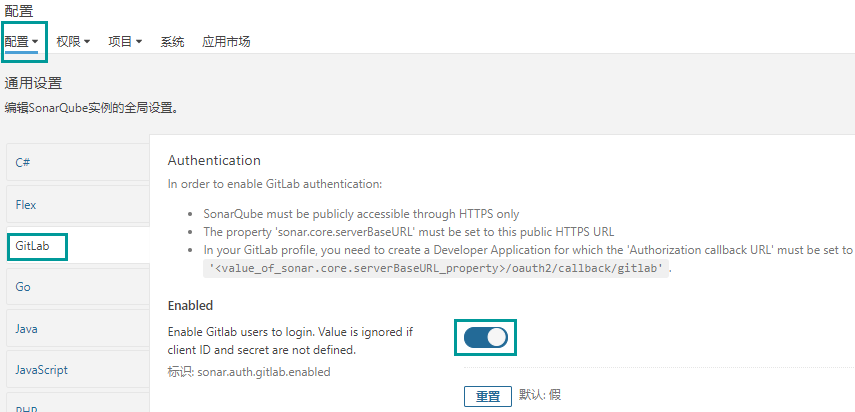 配置
配置 权限 项目 系统 应用市场
通用设置
编辑SonarQube实例的全局设置。
C#
Flex
GitLab
Go
Java
JavaScript
PHP
Authentication
In order to enable GitLab authentication:
SonarQube must be publicly accessible through HTTPS only
The property 'sonar.core.serverBaseURL' must be set to this public HTTPS URL
In your GitLab profile, you need to create a Developer Application for which the 'Authorization callback URL' must be set to
'<value_of_sonar.core.serverBaseURL_property>/oauth2/callback/gitlab'.
Enabled
Enable Gitlab users to login. Value is ignored if
client ID and secret are not defined.
标识: sonar.auth.gitlab.enabled
重置 默认: 假